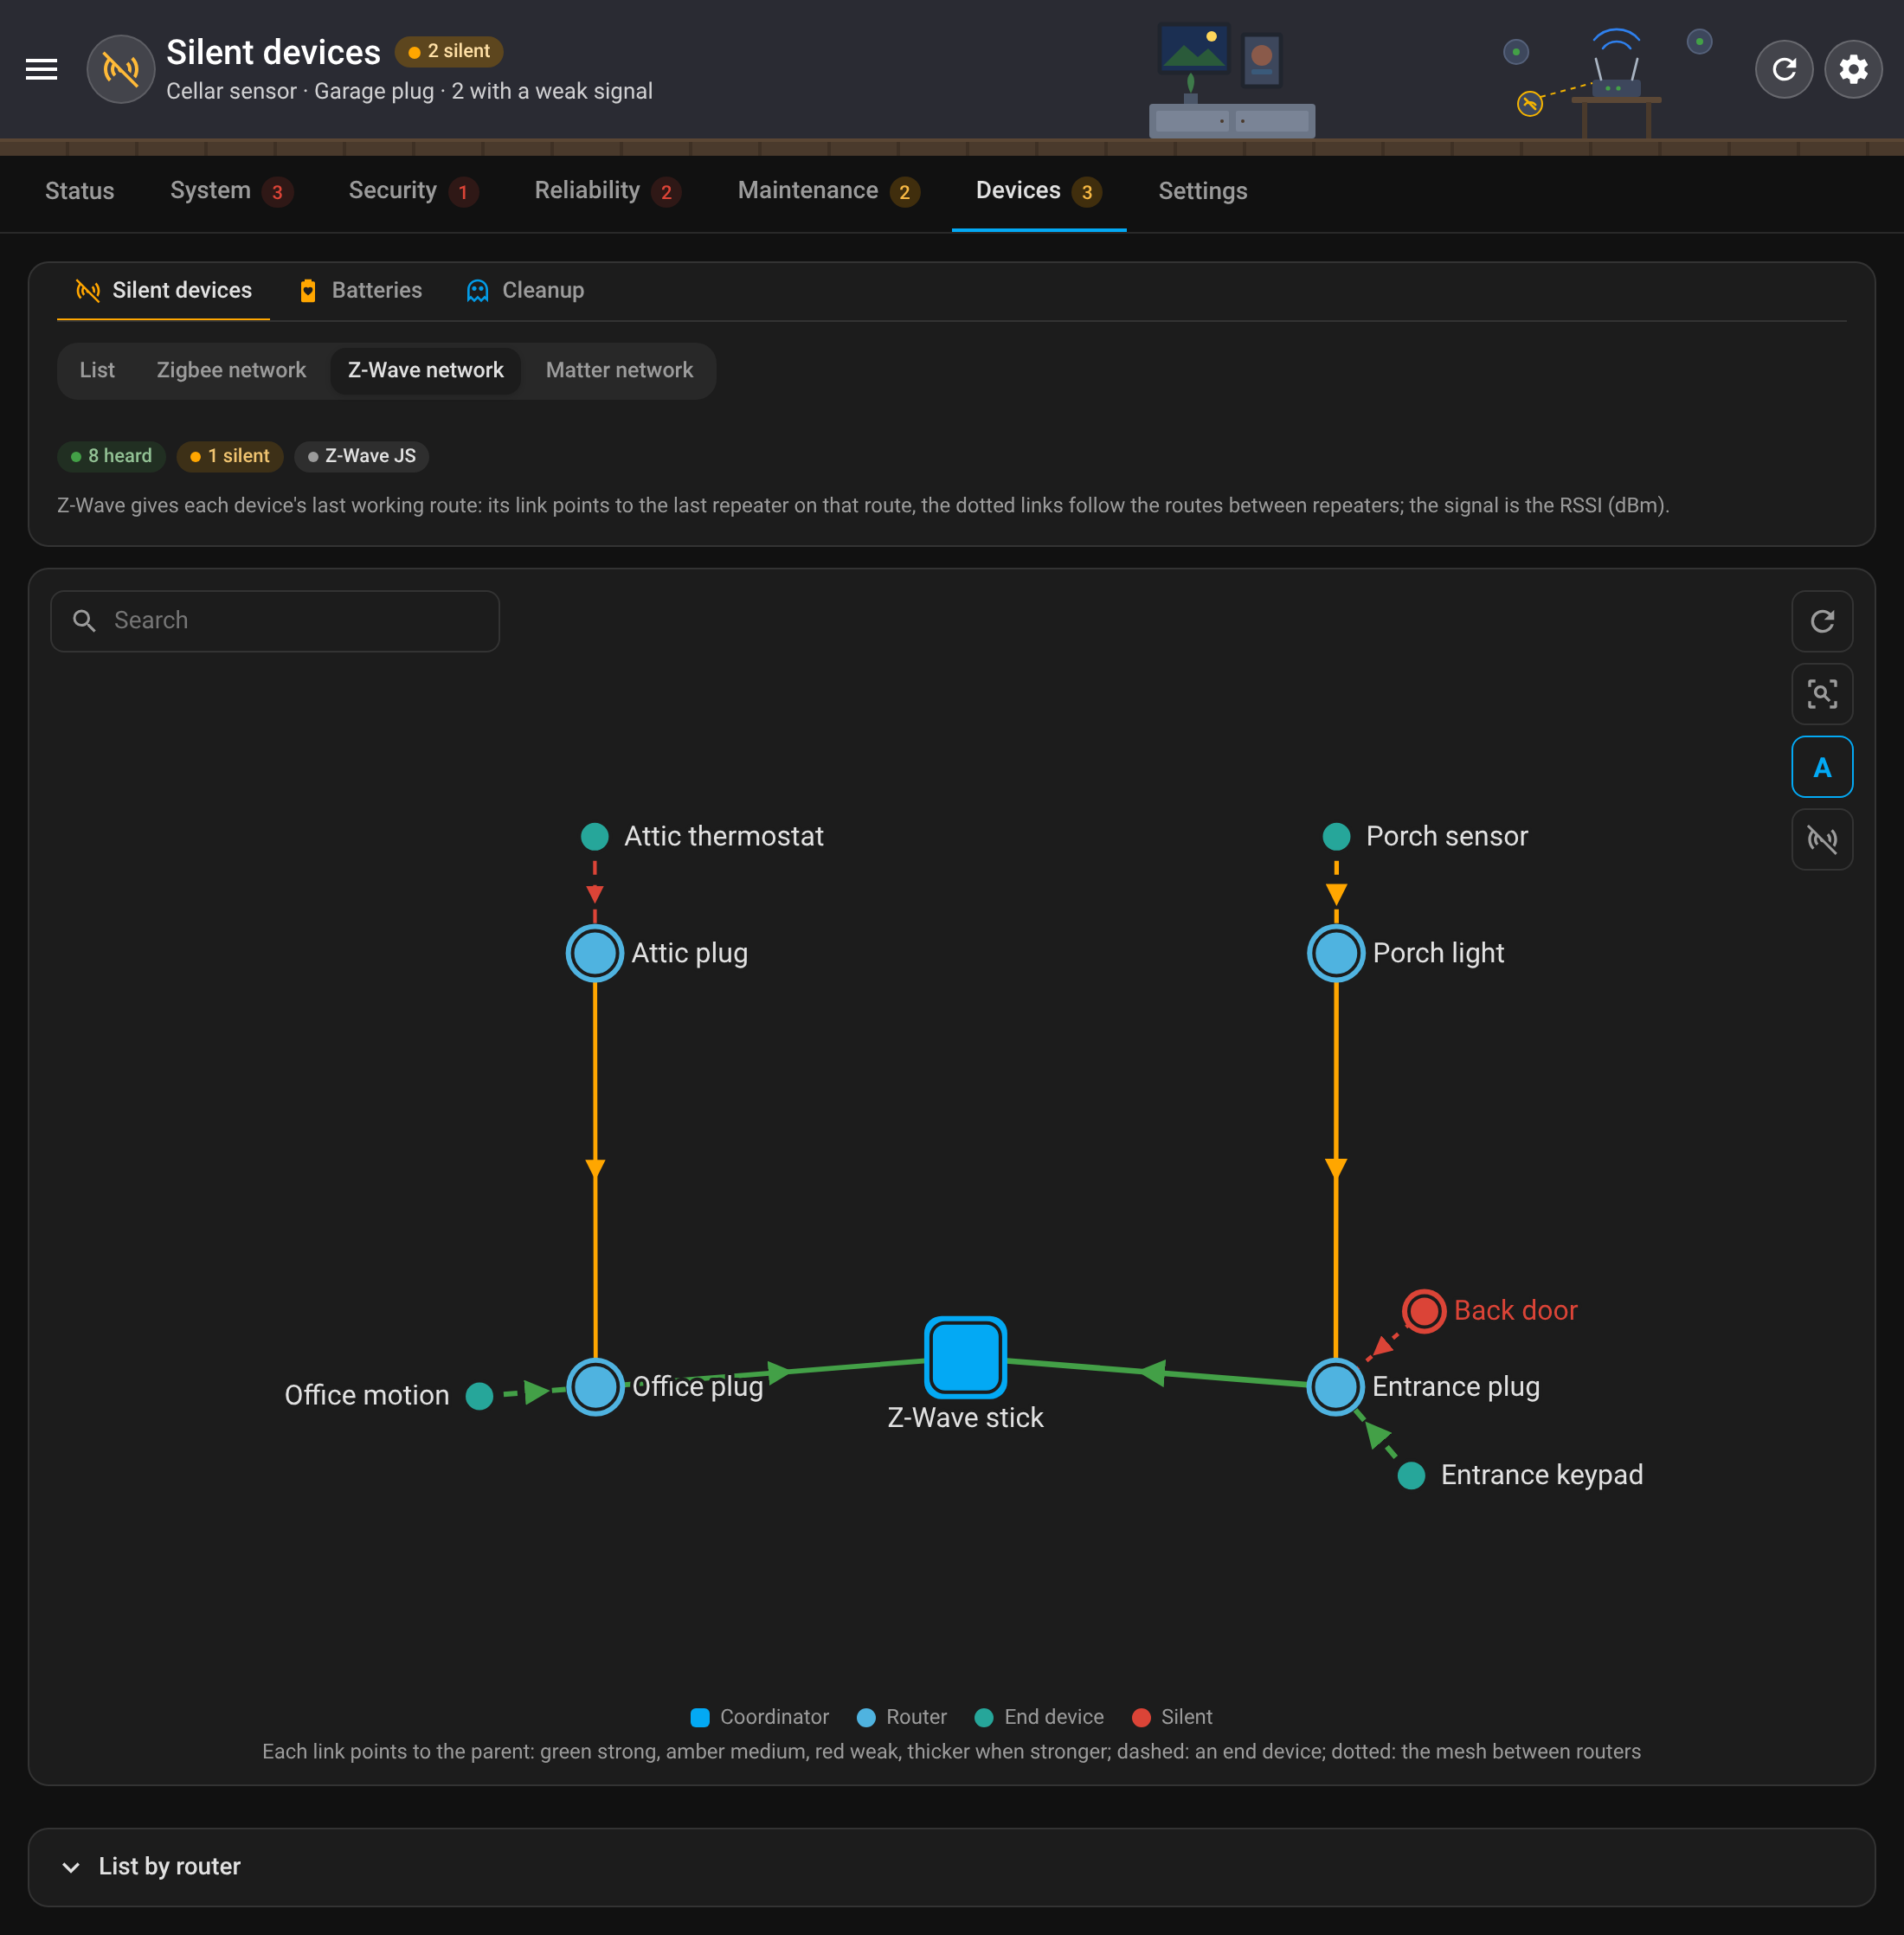 Silent devices
2 silent
Cellar sensor · Garage plug · 2 with a weak signal
Status
System 3
Security 1
Reliability 2
Maintenance 2
Devices 3
Settings
Silent devices
Batteries
Cleanup
List
Zigbee network
Z-Wave network
Matter network
8 heard
1 silent
Z-Wave JS
Z-Wave gives each device's last working route: its link points to the last repeater on that route, the dotted links follow the routes between repeaters; the signal is the RSSI (dBm).
Search
A
Attic thermostat
Porch sensor
Attic plug
Porch light
Back door
Office motion
Office plug
Entrance plug
Z-Wave stick
Entrance keypad
Coordinator
Router
End device
Silent
Each link points to the parent: green strong, amber medium, red weak, thicker when stronger; dashed: an end device; dotted: the mesh between routers
List by router